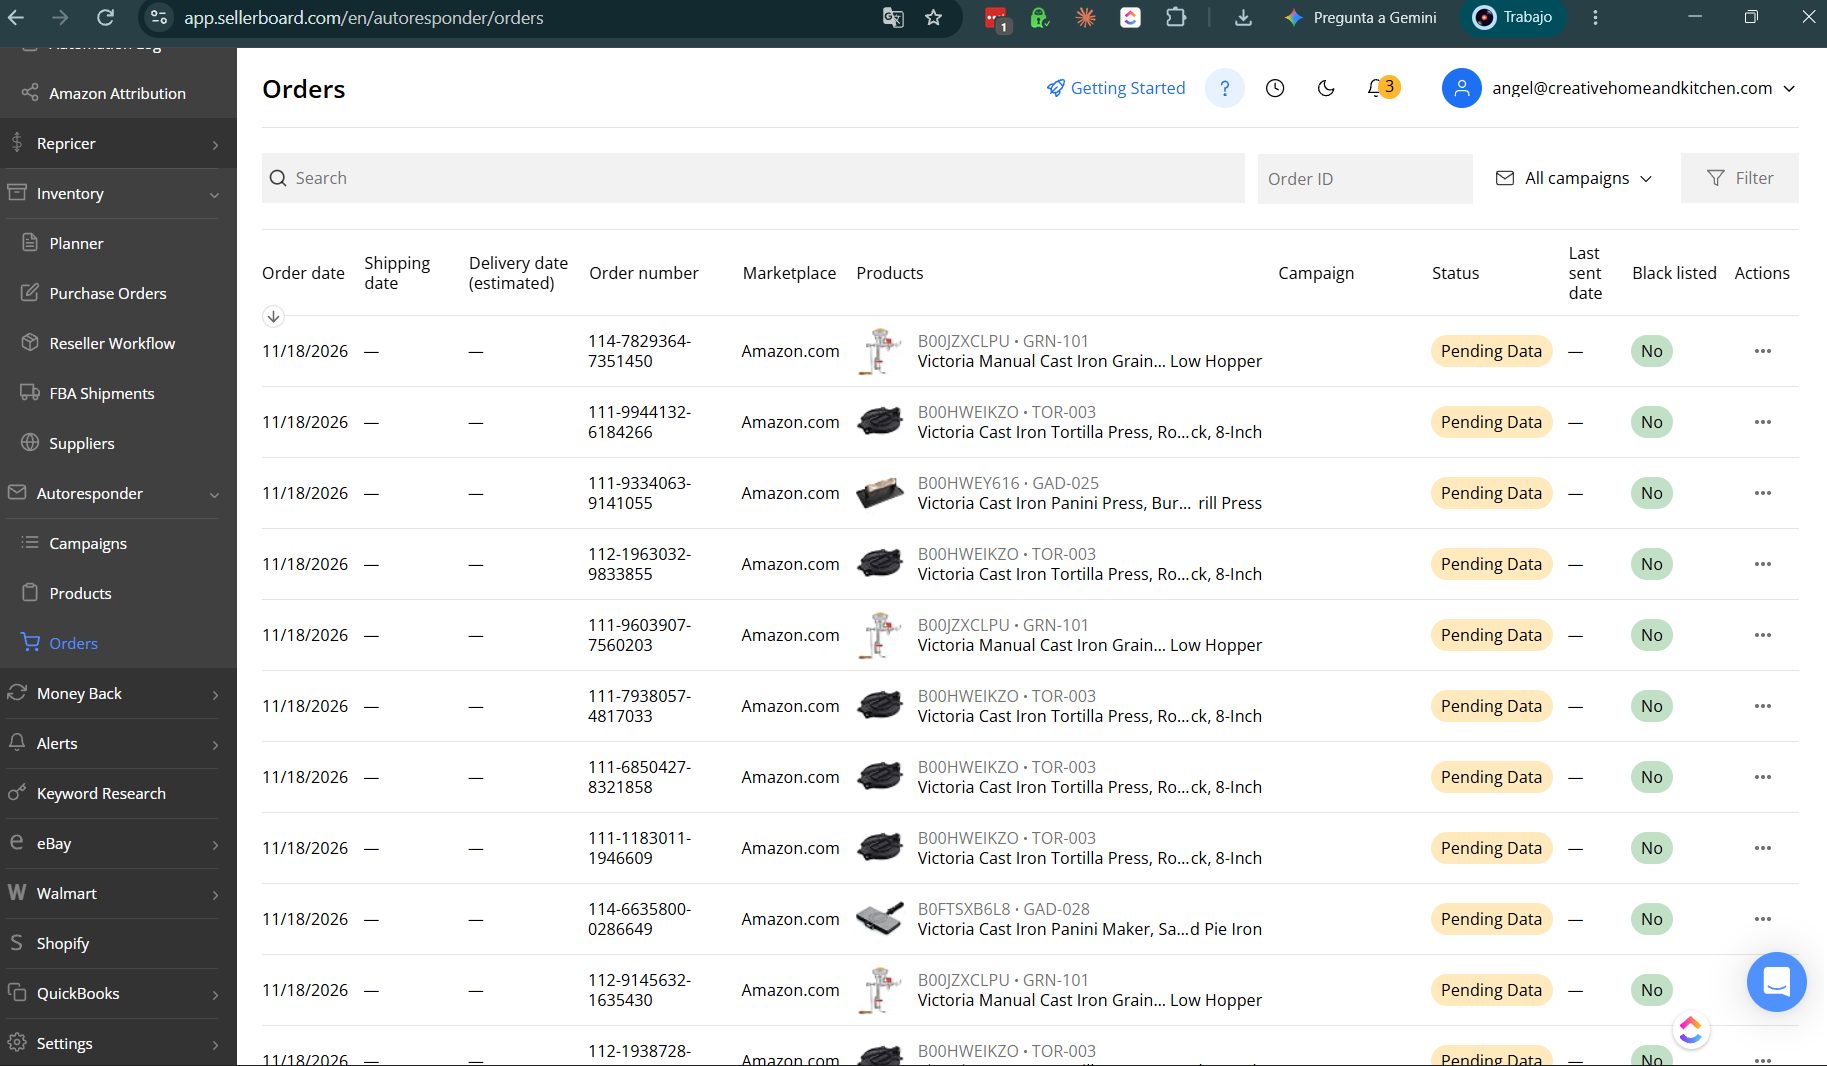 app.sellerboard.com/en/autoresponder/orders
1
Pregunta a Gemini
Trabajo
Automation Log
Amazon Attribution
Repricer
Inventory
Planner
Purchase Orders
Reseller Workflow
FBA Shipments
Suppliers
Autoresponder
Campaigns
Products
Orders
Money Back
Alerts
Keyword Research
eBay
Walmart
Shopify
QuickBooks
Settings
Orders
Getting Started
?
3
angel@creativehomeandkitchen.com
Search
Order ID
All campaigns
Filter
Order date
Shipping date
Delivery date (estimated)
Order number
Marketplace
Products
Campaign
Status
Last sent date
Black listed
Actions
11/18/2026 — — 114-7829364-7351450 Amazon.com B00JZXCLPU • GRN-101 Victoria Manual Cast Iron Grain... Low Hopper Pending Data — No
11/18/2026 — — 111-9944132-6184266 Amazon.com B00HWEIKZO • TOR-003 Victoria Cast Iron Tortilla Press, Ro...ck, 8-Inch Pending Data — No
11/18/2026 — — 111-9334063-9141055 Amazon.com B00HWEY616 • GAD-025 Victoria Cast Iron Panini Press, Bur... rill Press Pending Data — No
11/18/2026 — — 112-1963032-9833855 Amazon.com B00HWEIKZO • TOR-003 Victoria Cast Iron Tortilla Press, Ro...ck, 8-Inch Pending Data — No
11/18/2026 — — 111-9603907-7560203 Amazon.com B00JZXCLPU • GRN-101 Victoria Manual Cast Iron Grain... Low Hopper Pending Data — No
11/18/2026 — — 111-7938057-4817033 Amazon.com B00HWEIKZO • TOR-003 Victoria Cast Iron Tortilla Press, Ro...ck, 8-Inch Pending Data — No
11/18/2026 — — 111-6850427-8321858 Amazon.com B00HWEIKZO • TOR-003 Victoria Cast Iron Tortilla Press, Ro...ck, 8-Inch Pending Data — No
11/18/2026 — — 111-1183011-1946609 Amazon.com B00HWEIKZO • TOR-003 Victoria Cast Iron Tortilla Press, Ro...ck, 8-Inch Pending Data — No
11/18/2026 — — 114-6635800-0286649 Amazon.com B0FTSXB6L8 • GAD-028 Victoria Cast Iron Panini Maker, Sa...d Pie Iron Pending Data — No
11/18/2026 — — 112-9145632-1635430 Amazon.com B00JZXCLPU • GRN-101 Victoria Manual Cast Iron Grain... Low Hopper Pending Data — No
11/18/2026 — — 112-1938728- Amazon.com B00HWEIKZO • TOR-003 Pending Data — No